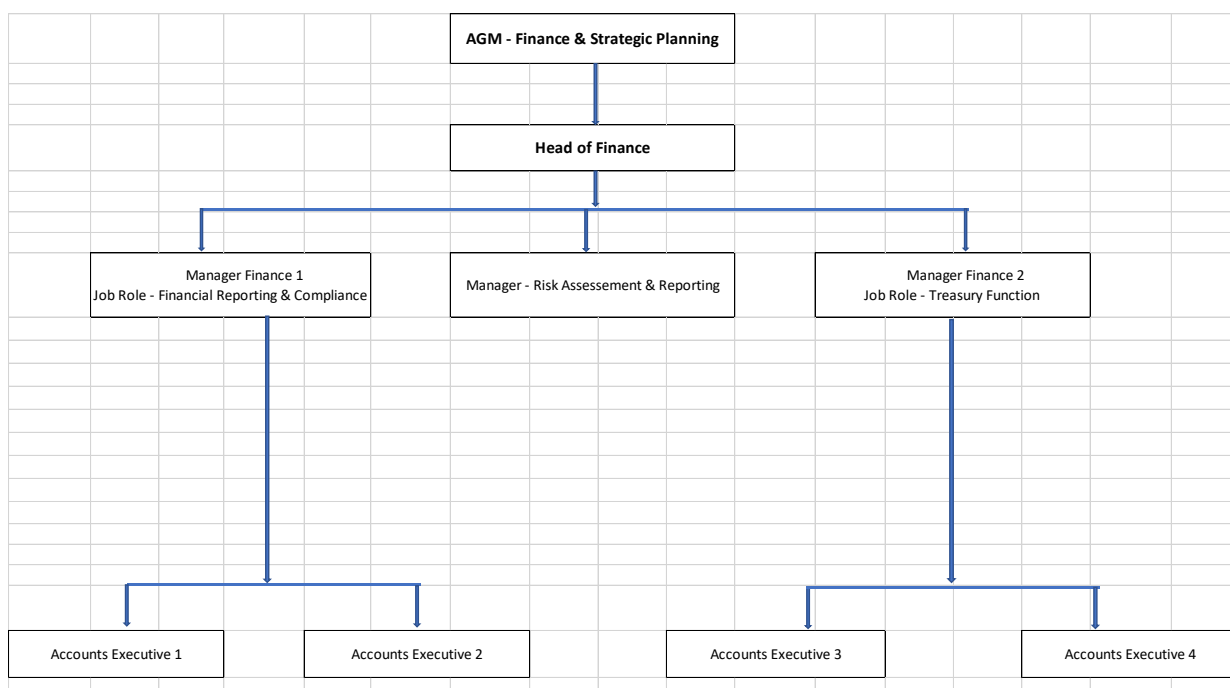 AGM - Finance & Strategic Planning
Head of Finance
Manager Finance 1
Job Role - Financial Reporting & Compliance
Manager - Risk Assessement & Reporting
Manager Finance 2
Job Role - Treasury Function
Accounts Executive 1
Accounts Executive 2
Accounts Executive 3
Accounts Executive 4